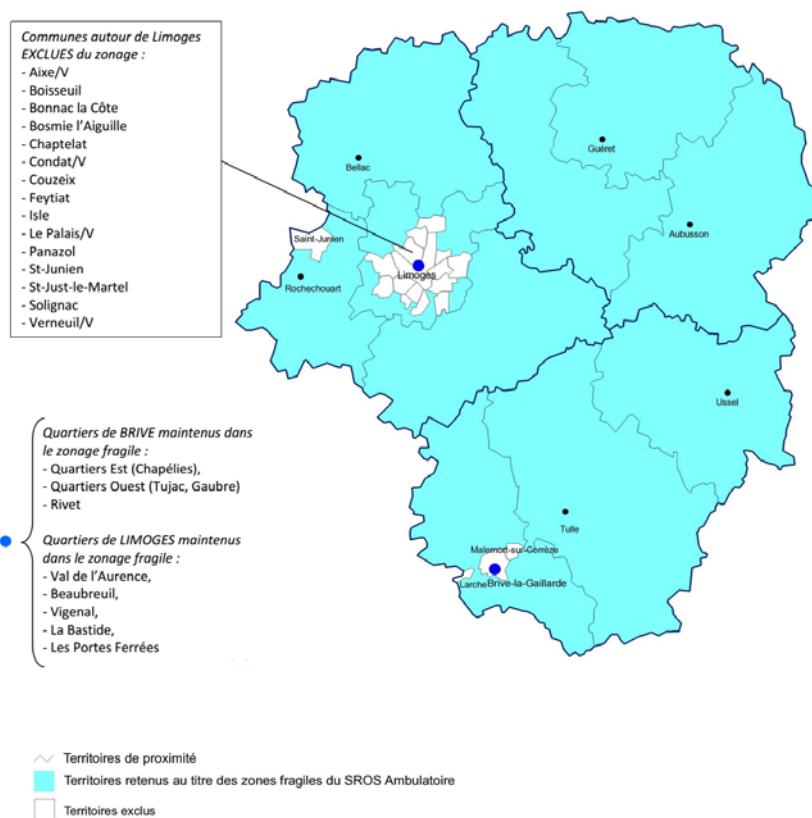 Communes autour de Limoges
EXCLUES du zonage :
- Aixe/V
- Boisseuil
- Bonnac la Côte
- Bosmie l'Aiguille
- Chaptelat
- Condat/V
- Couzeix
- Feytiat
- Isle
- Le Palais/V
- Panazol
- St-Junien
- St-Just-le-Martel
- Solignac
- Verneuil/V
Bellac
Guéret
Aubusson
Saint-Junien
Limoges
Rochechouart
Ussel
Tulle
Malemort-sur-Corrèze
Larche
Brive-la-Gaillarde
Quartiers de BRIVE maintenus dans
le zonage fragile :
- Quartiers Est (Chapélies),
- Quartiers Ouest (Tujac, Gaubre)
- Rivet
Quartiers de LIMOGES maintenus
dans le zonage fragile :
- Val de l'Aurence,
- Beaubreuil,
- Vigenal,
- La Bastide,
- Les Portes Ferrées
Territoires de proximité
Territoires retenus au titre des zones fragiles du SROS Ambulatoire
Territoires exclus